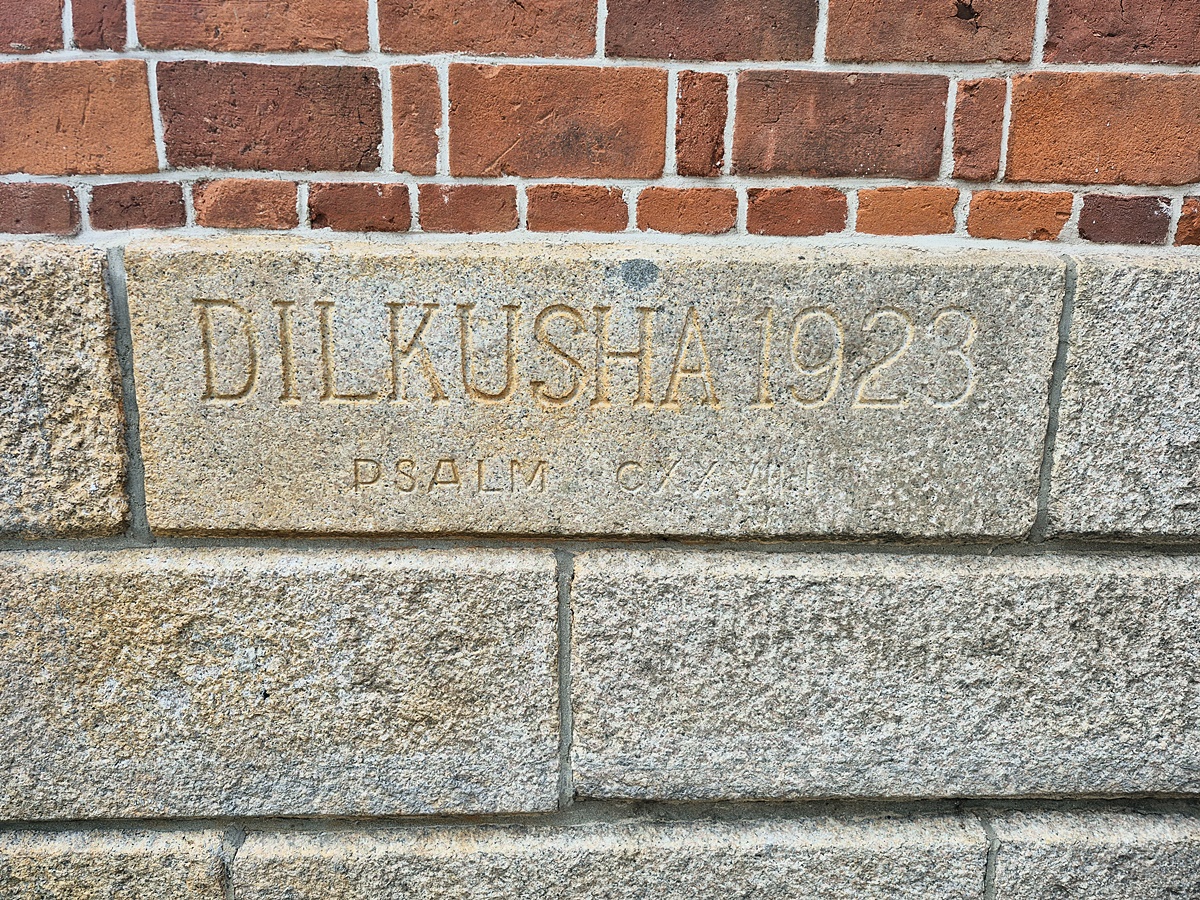 DILKUSHA 1923
PSALM CXXVII·I